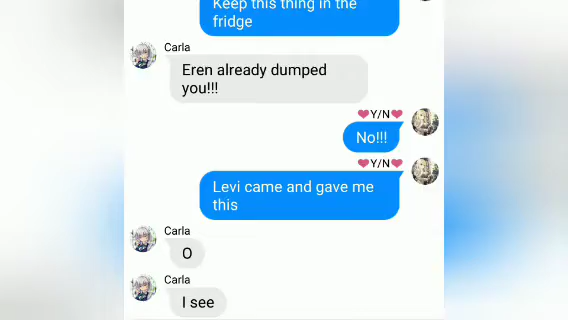 Keep this thing in the
fridge
Carla
Eren already dumped
you!!!
❤Y/N❤
No!!!
❤Y/N❤
Levi came and gave me
this
Carla
O
Carla
I see